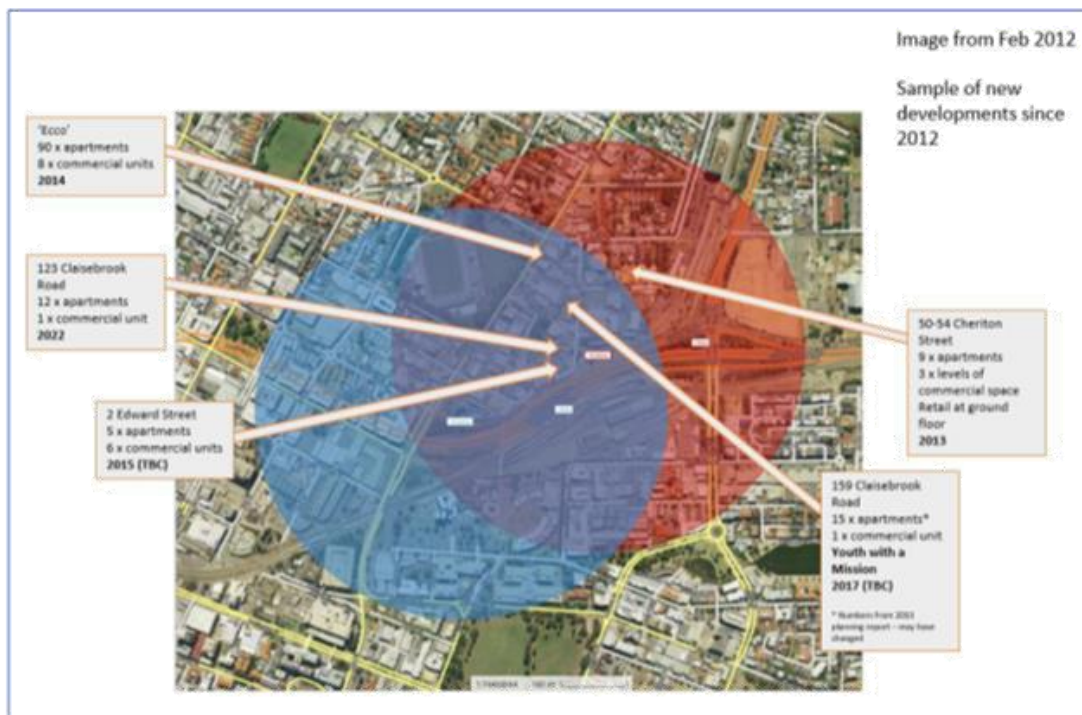 Image from Feb 2012
Sample of new
developments since
2012
'Ecco'
90 x apartments
8 x commercial units
2014
123 Claisebrook
Road
12 x apartments
1 x commercial unit
2022
2 Edward Street
5 x apartments
6 x commercial units
2015 (TBC)
50-54 Cheriton
Street
9 x apartments
3 x levels of
commercial space
Retail at ground
floor
2013
159 Claisebrook
Road
15 x apartments*
1 x commercial unit
Youth with a
Mission
2017 (TBC)
* Numbers from 2013
planning report – may have
changed